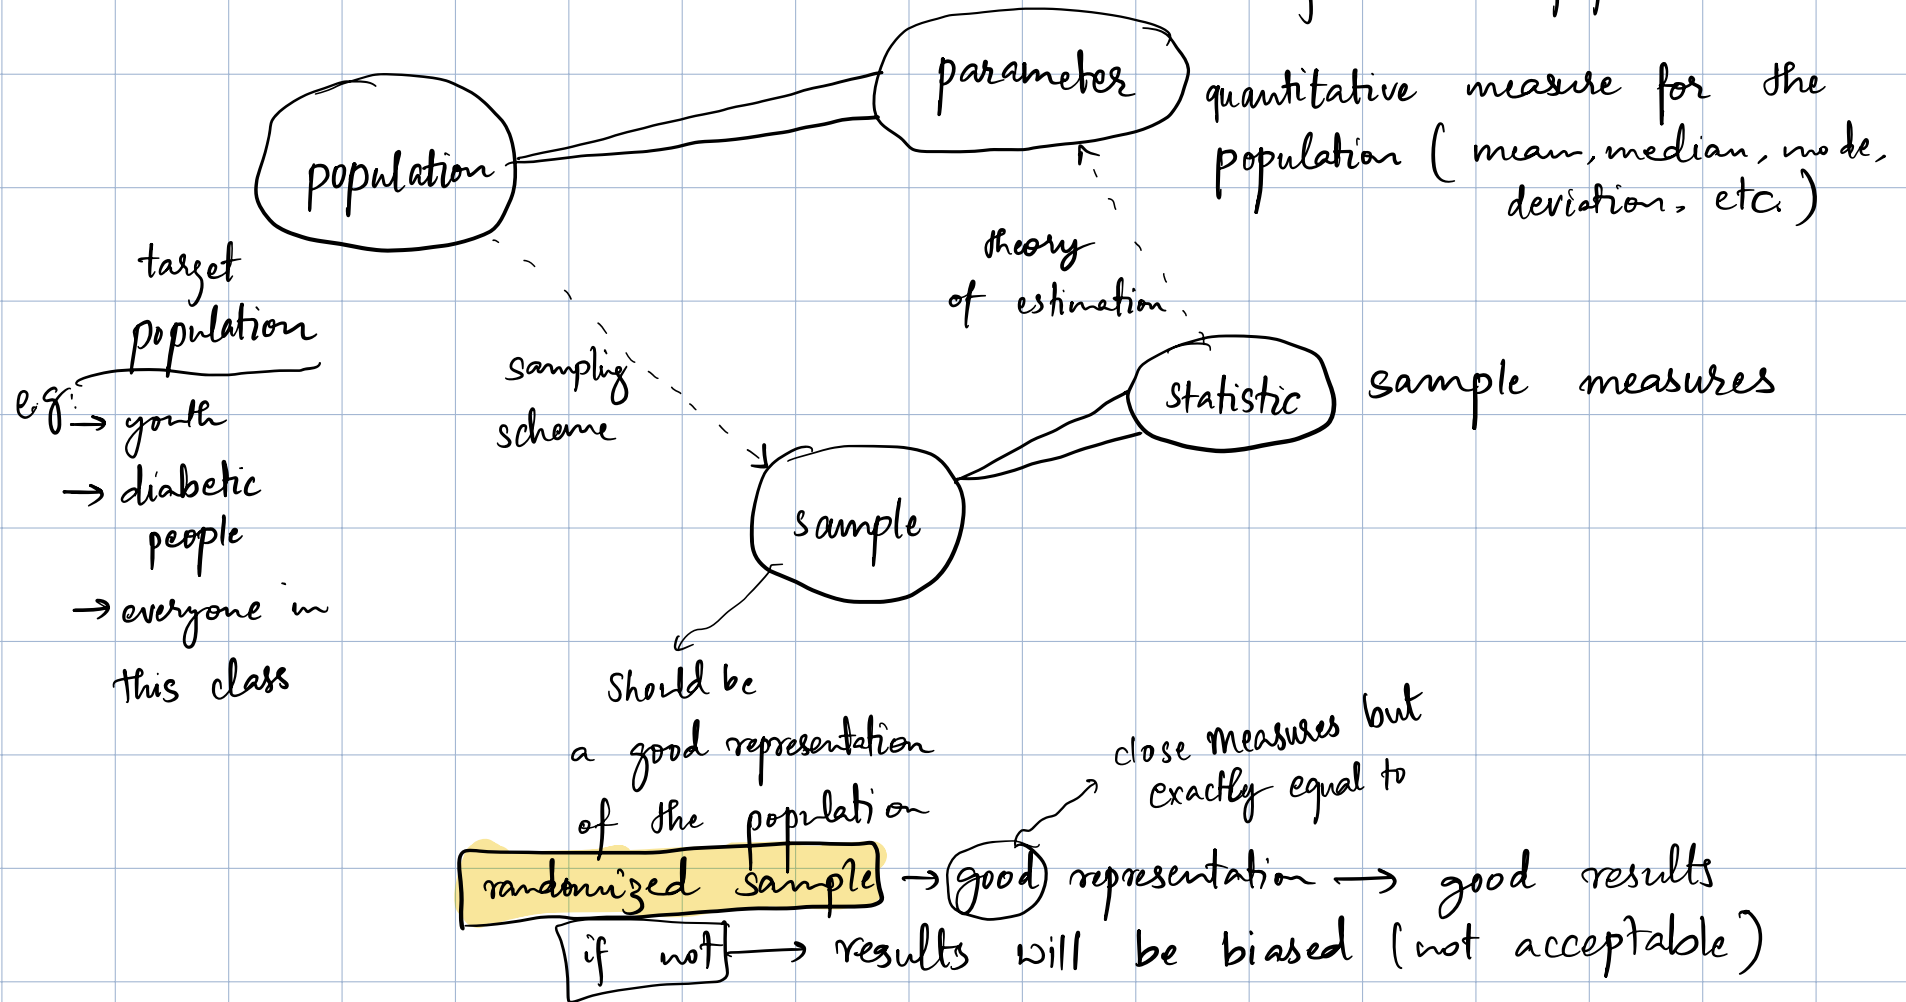 parameter
quantitative measure for the
population ( mean, median, mode,
deviation, etc. )
population
target
population
e.g:
→ youth
→ diabetic
people
→ everyone in
this class
theory
of estimation
sampling
scheme
statistic
sample measures
sample
Should be
a good representation
of the population
close measures but
exactly equal to
randomized sample → good representation → good results
if not → results will be biased (not acceptable)